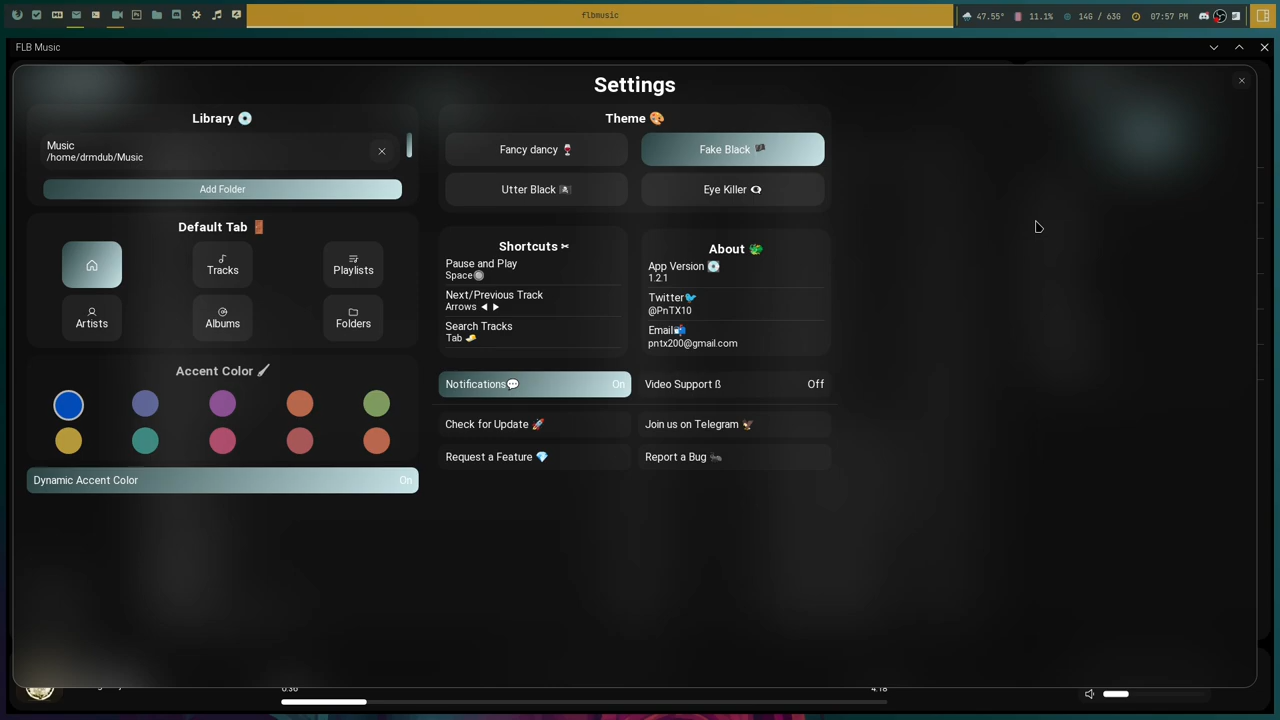 flbmusic
47.55°
11.1%
14G / 63G
07:57 PM
FLB Music
Settings
Library 💿
Music
/home/drmdub/Music
Add Folder
Default Tab 🚪
Tracks
Playlists
Artists
Albums
Folders
Accent Color 🖌
Dynamic Accent Color
On
Theme 🎨
Fancy dancy 🍷
Fake Black 🏴
Utter Black 🏴‍☠️
Eye Killer 👁️‍🗨️
Shortcuts ✂
Pause and Play
Space🔘
Next/Previous Track
Arrows ◀ ▶
Search Tracks
Tab
About 🐲
App Version 💽
1.2.1
Twitter🐦
@PnTX10
Email📬
pntx200@gmail.com
Notifications💬
On
Video Support ß
Off
Check for Update 🚀
Join us on Telegram 🦅
Request a Feature 💎
Report a Bug 🐜
0:36
4:18